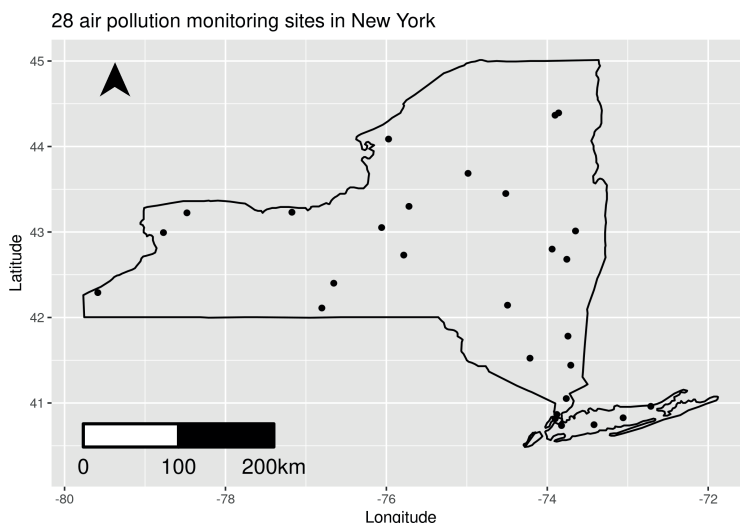 28 air pollution monitoring sites in New York
45
44
43
42
41
Latitude
0 100 200km
-80 -78 -76 -74 -72
Longitude